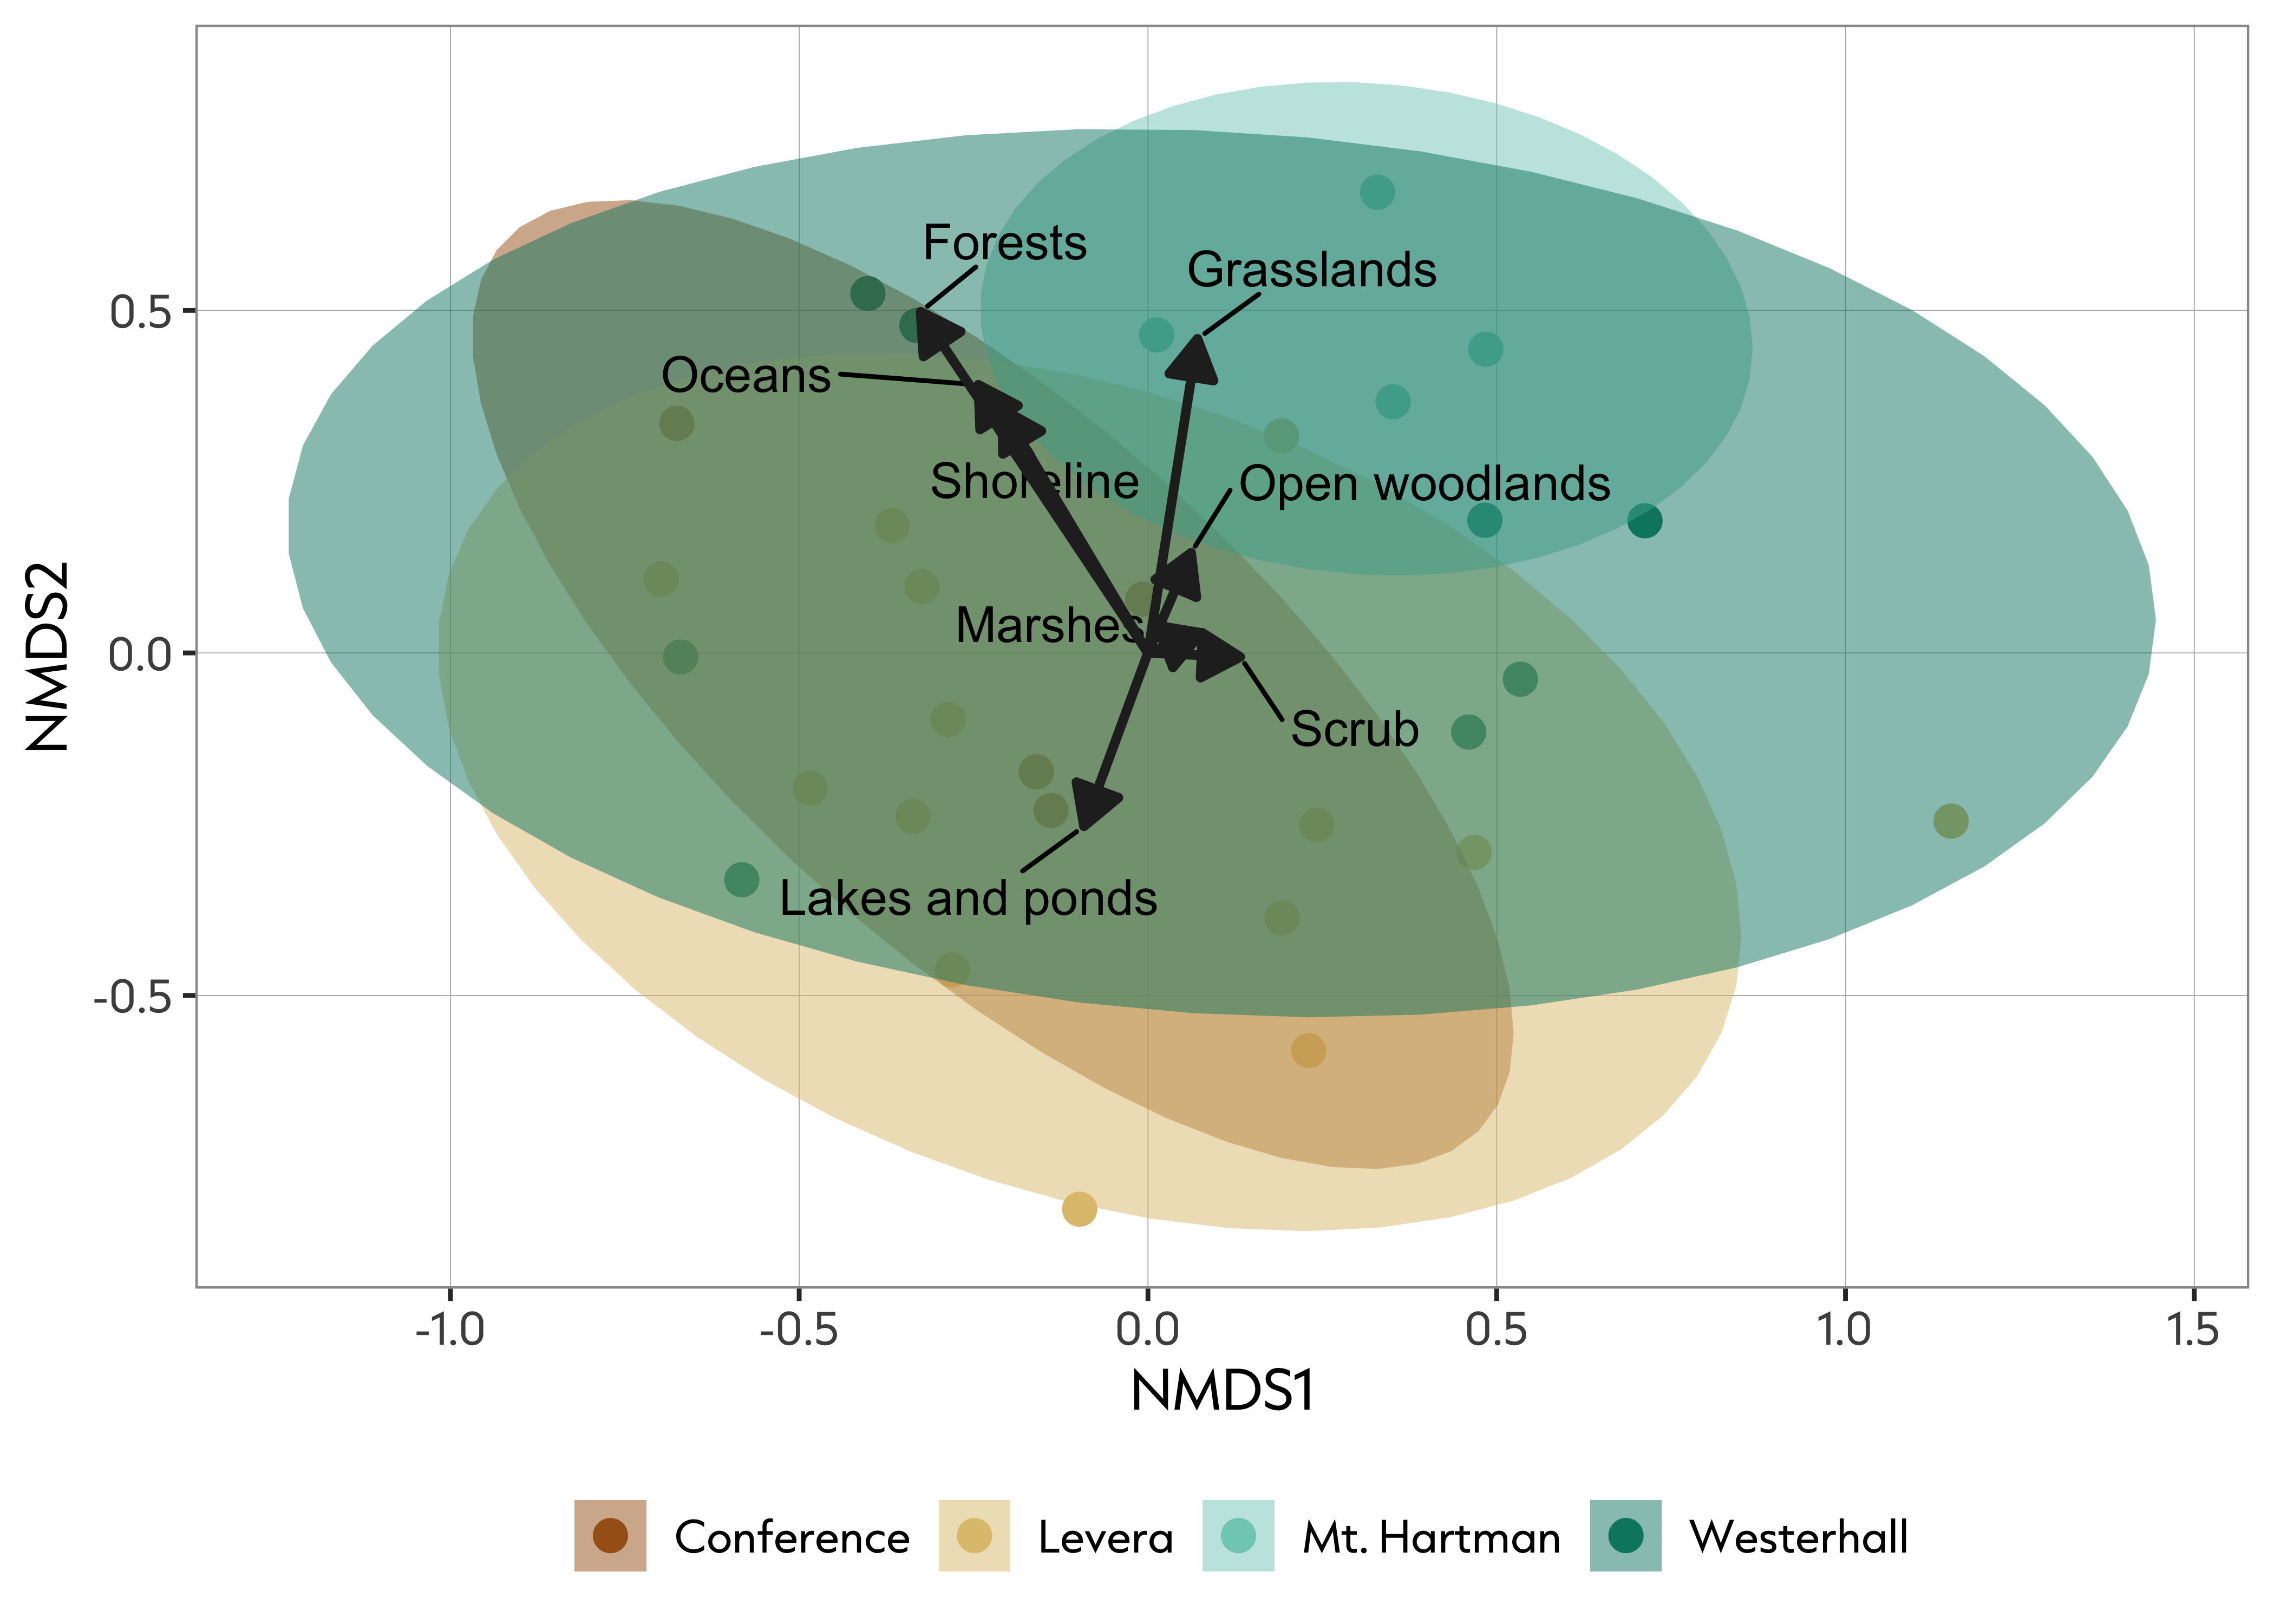 Forests
Grasslands
0.5
Oceans
Shoreline
Open woodlands
Marshes
0.0
Scrub
Lakes and ponds
-0.5
NMDS2
-1.0 -0.5 0.0 0.5 1.0 1.5
NMDS1
Conference Levera Mt. Hartman Westerhall